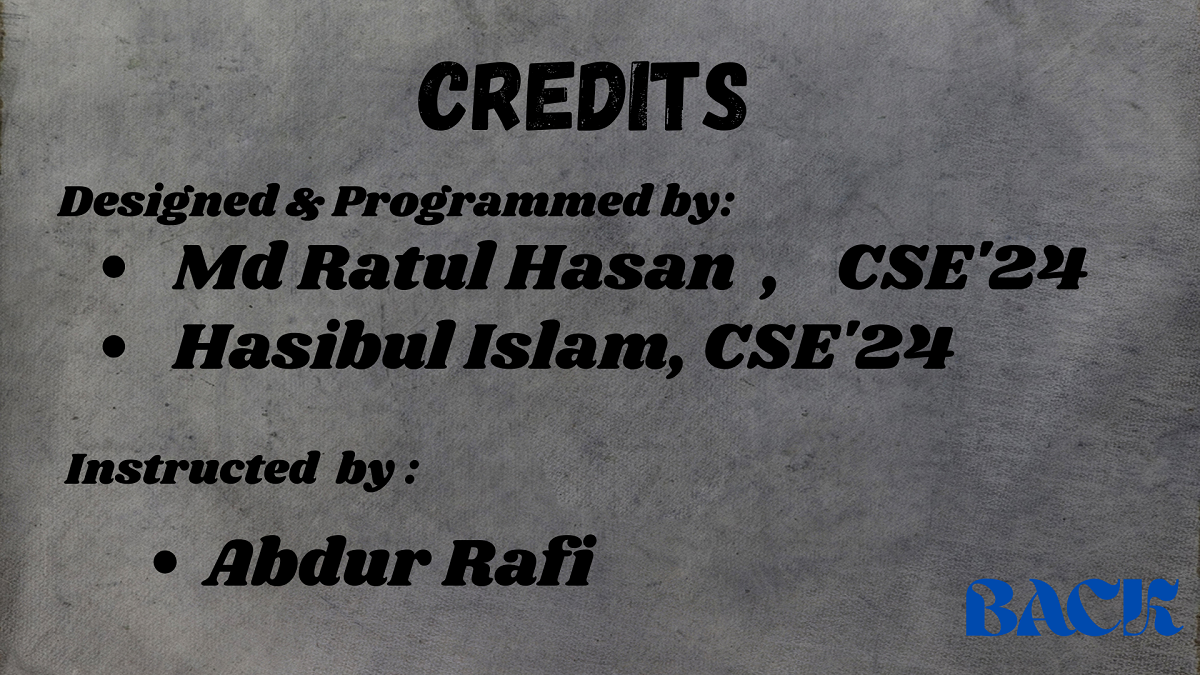 CREDITS
Designed & Programmed by:
• Md Ratul Hasan , CSE'24
• Hasibul Islam, CSE'24
Instructed by :
• Abdur Rafi
BACK